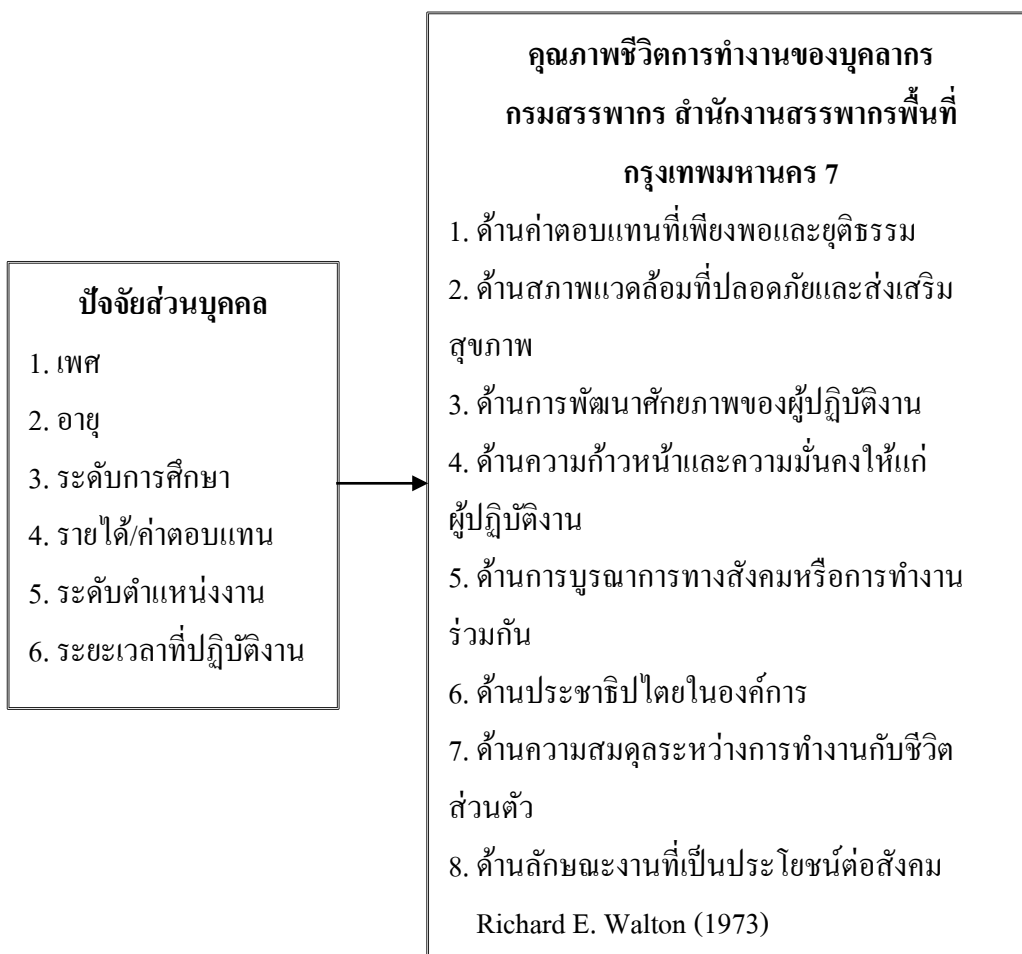 ปัจจัยส่วนบุคคล
1. เพศ
2. อายุ
3. ระดับการศึกษา
4. รายได้/ค่าตอบแทน
5. ระดับตำแหน่งงาน
6. ระยะเวลาที่ปฏิบัติงาน
คุณภาพชีวิตการทำงานของบุคลากร
กรมสรรพากร สำนักงานสรรพากรพื้นที่
กรุงเทพมหานคร 7
1. ด้านค่าตอบแทนที่เพียงพอและยุติธรรม
2. ด้านสภาพแวดล้อมที่ปลอดภัยและส่งเสริม
สุขภาพ
3. ด้านการพัฒนาศักยภาพของผู้ปฏิบัติงาน
4. ด้านความก้าวหน้าและความมั่นคงให้แก่
ผู้ปฏิบัติงาน
5. ด้านการบูรณาการทางสังคมหรือการทำงาน
ร่วมกัน
6. ด้านประชาธิปไตยในองค์การ
7. ด้านความสมดุลระหว่างการทำงานกับชีวิต
ส่วนตัว
8. ด้านลักษณะงานที่เป็นประโยชน์ต่อสังคม
Richard E. Walton (1973)